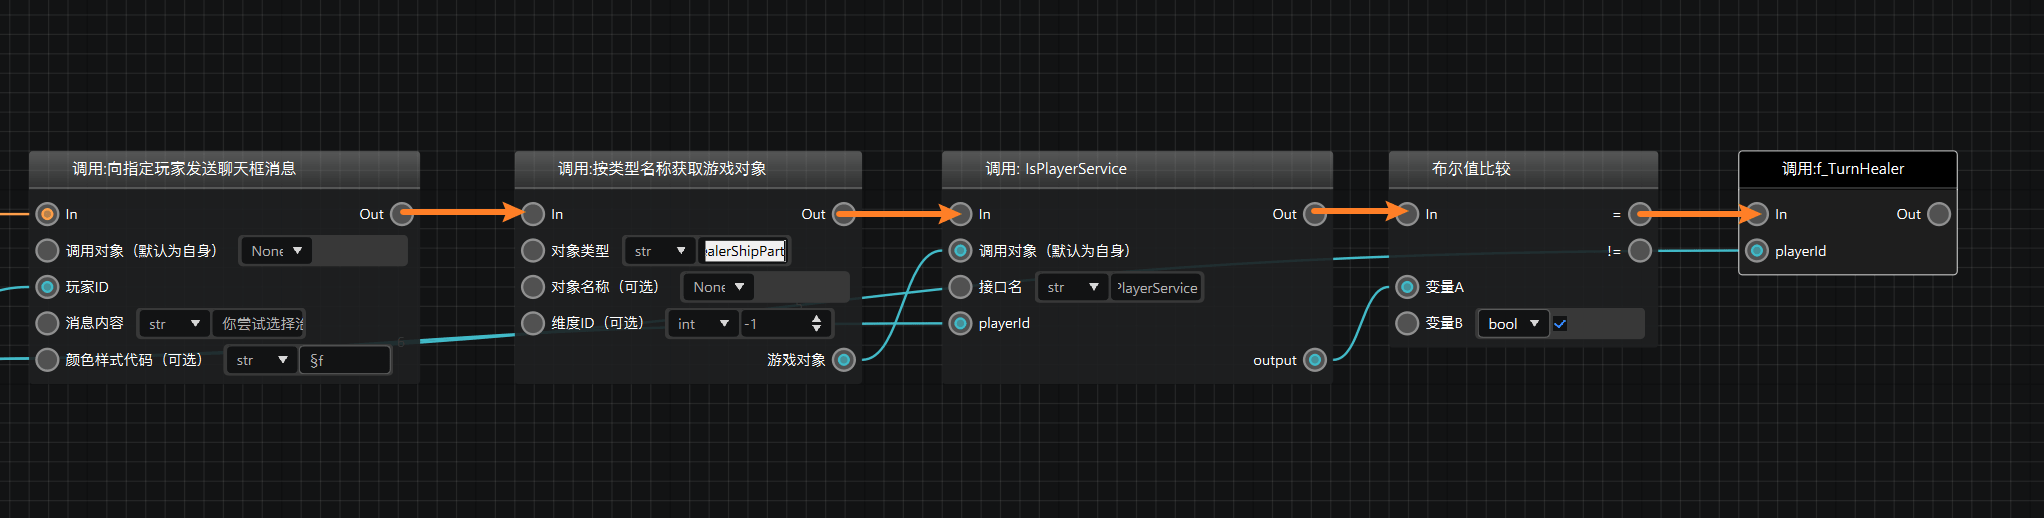 调用:向指定玩家发送聊天框消息
In
Out
调用对象（默认为自身）
None
玩家ID
消息内容
str
你尝试选择
颜色样式代码（可选）
str
§f
调用:按类型名称获取游戏对象
In
Out
对象类型
str
alerShipPart
对象名称（可选）
None
维度ID（可选）
int
-1
游戏对象
调用: IsPlayerService
In
Out
调用对象（默认为自身）
接口名
str
PlayerService
playerId
output
布尔值比较
In
=
!=
变量A
变量B
bool
调用:f_TurnHealer
In
Out
playerId